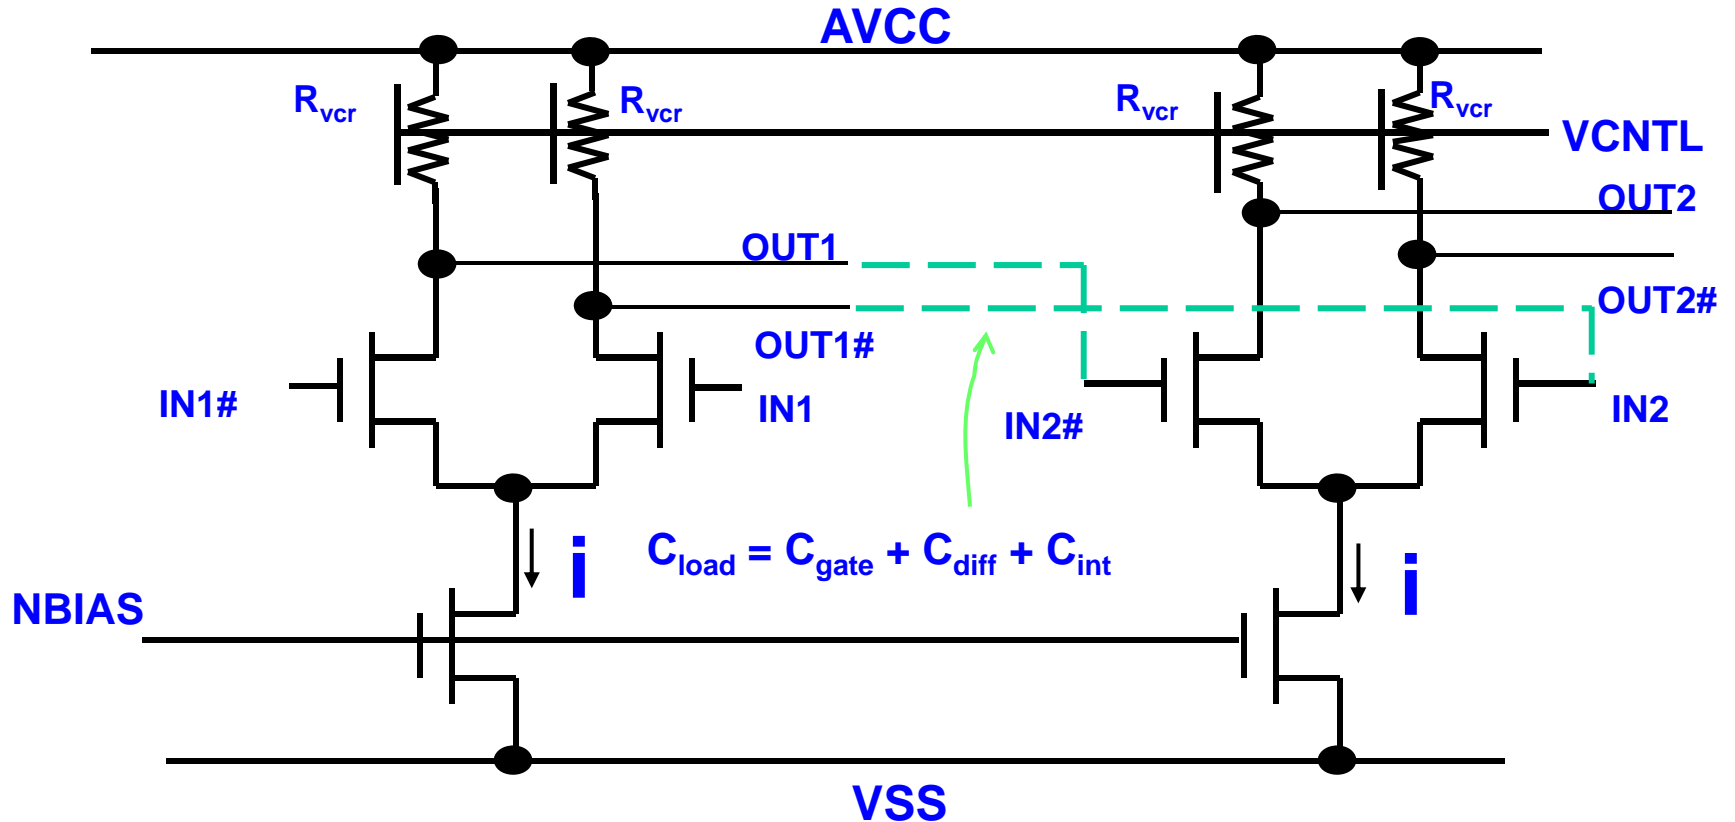 AVCC
Rvcr
Rvcr
Rvcr
Rvcr
VCNTL
OUT2
OUT1
OUT2#
OUT1#
IN1#
IN1
IN2#
IN2
i
Cload = Cgate + Cdiff + Cint
i
NBIAS
VSS